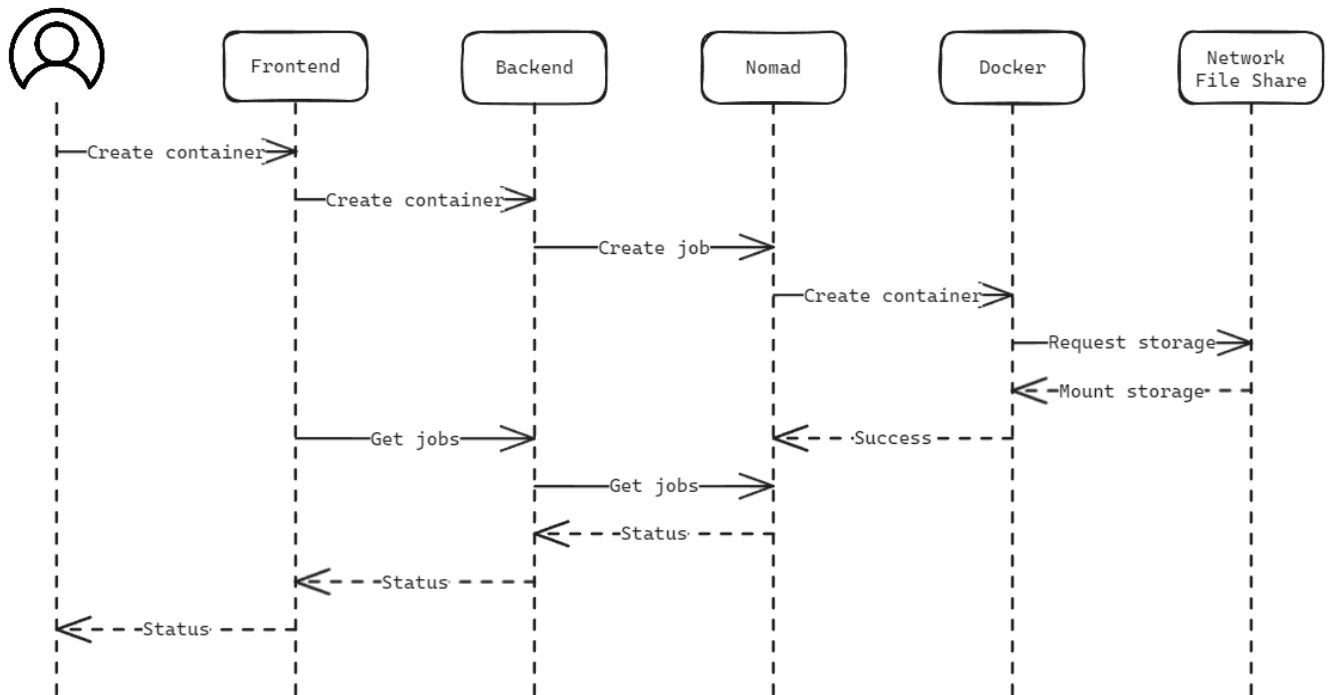 Frontend
Backend
Nomad
Docker
Network
File Share
Create container
Create container
Create job
Create container
Request storage
Mount storage
Get jobs
Success
Get jobs
Status
Status
Status